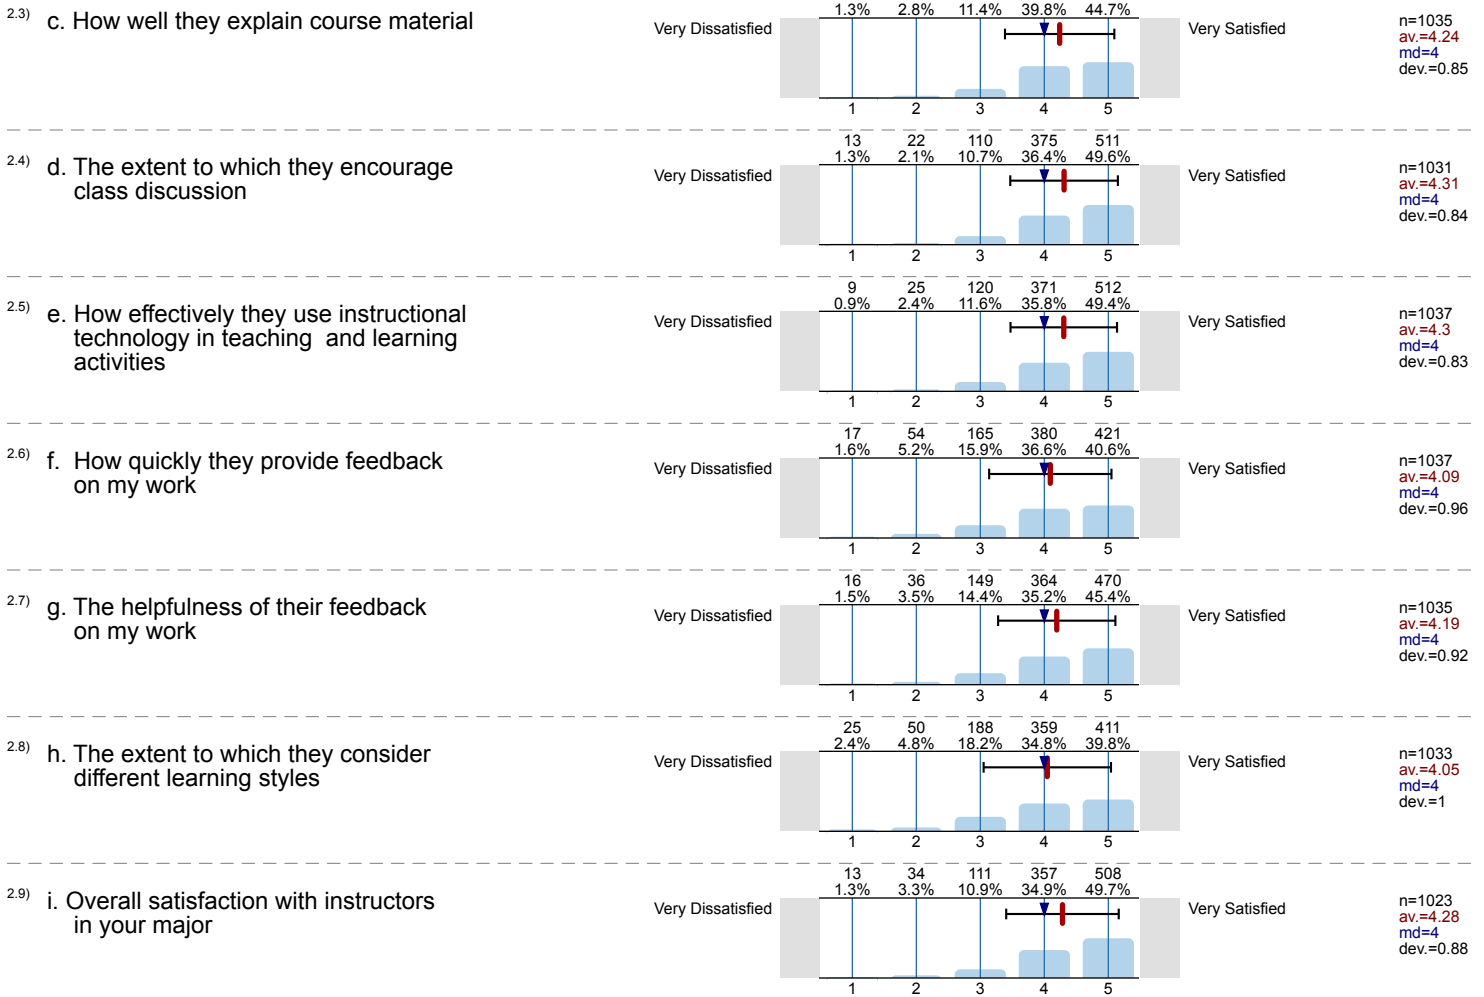 2.3) c. How well they explain course material
1.3% 2.8% 11.4% 39.8% 44.7%
Very Dissatisfied Very Satisfied
n=1035
av.=4.24
md=4
dev.=0.85
1 2 3 4 5
2.4) d. The extent to which they encourage
class discussion
13 22 110 375 511
1.3% 2.1% 10.7% 36.4% 49.6%
Very Dissatisfied Very Satisfied
n=1031
av.=4.31
md=4
dev.=0.84
1 2 3 4 5
2.5) e. How effectively they use instructional
technology in teaching and learning
activities
9 25 120 371 512
0.9% 2.4% 11.6% 35.8% 49.4%
Very Dissatisfied Very Satisfied
n=1037
av.=4.3
md=4
dev.=0.83
1 2 3 4 5
2.6) f. How quickly they provide feedback
on my work
17 54 165 380 421
1.6% 5.2% 15.9% 36.6% 40.6%
Very Dissatisfied Very Satisfied
n=1037
av.=4.09
md=4
dev.=0.96
1 2 3 4 5
2.7) g. The helpfulness of their feedback
on my work
16 36 149 364 470
1.5% 3.5% 14.4% 35.2% 45.4%
Very Dissatisfied Very Satisfied
n=1035
av.=4.19
md=4
dev.=0.92
1 2 3 4 5
2.8) h. The extent to which they consider
different learning styles
25 50 188 359 411
2.4% 4.8% 18.2% 34.8% 39.8%
Very Dissatisfied Very Satisfied
n=1033
av.=4.05
md=4
dev.=1
1 2 3 4 5
2.9) i. Overall satisfaction with instructors
in your major
13 34 111 357 508
1.3% 3.3% 10.9% 34.9% 49.7%
Very Dissatisfied Very Satisfied
n=1023
av.=4.28
md=4
dev.=0.88
1 2 3 4 5